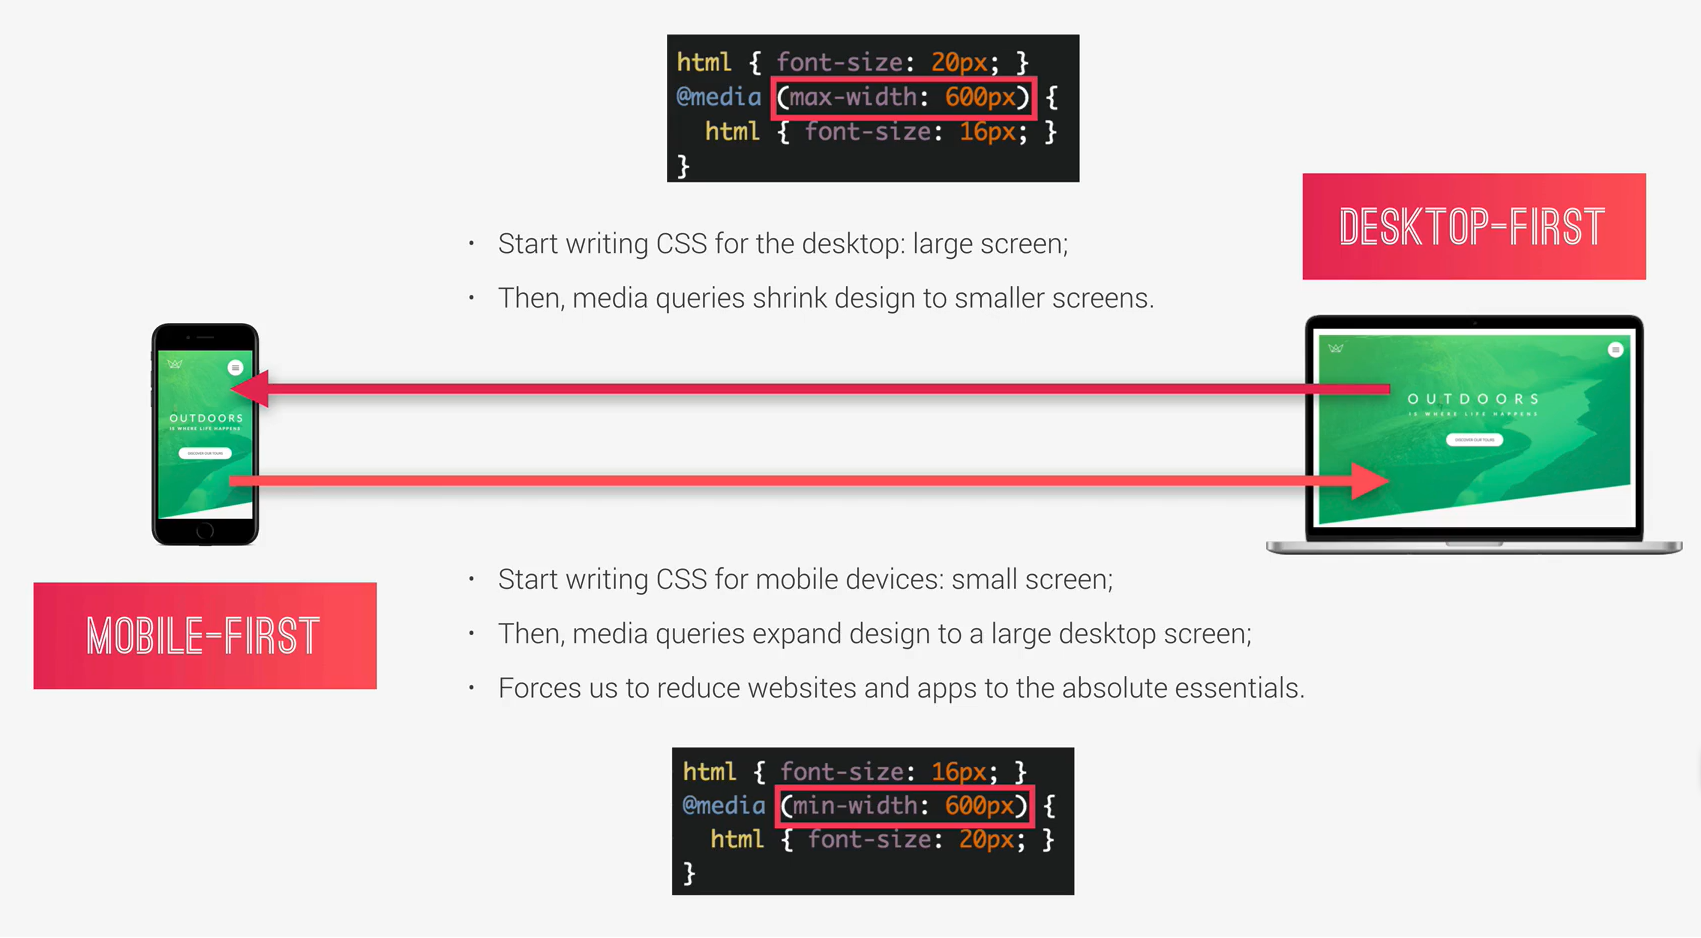 html { font-size: 20px; }
@media (max-width: 600px) {
html { font-size: 16px; }
}
DESKTOP-FIRST
• Start writing CSS for the desktop: large screen;
• Then, media queries shrink design to smaller screens.
OUTDOORS
IS WHERE LIFE HAPPENS
DISCOVER OUR TOURS
OUTDOORS
IS WHERE LIFE HAPPENS
DISCOVER OUR TOURS
MOBILE-FIRST
• Start writing CSS for mobile devices: small screen;
• Then, media queries expand design to a large desktop screen;
• Forces us to reduce websites and apps to the absolute essentials.
html { font-size: 16px; }
@media (min-width: 600px) {
html { font-size: 20px; }
}